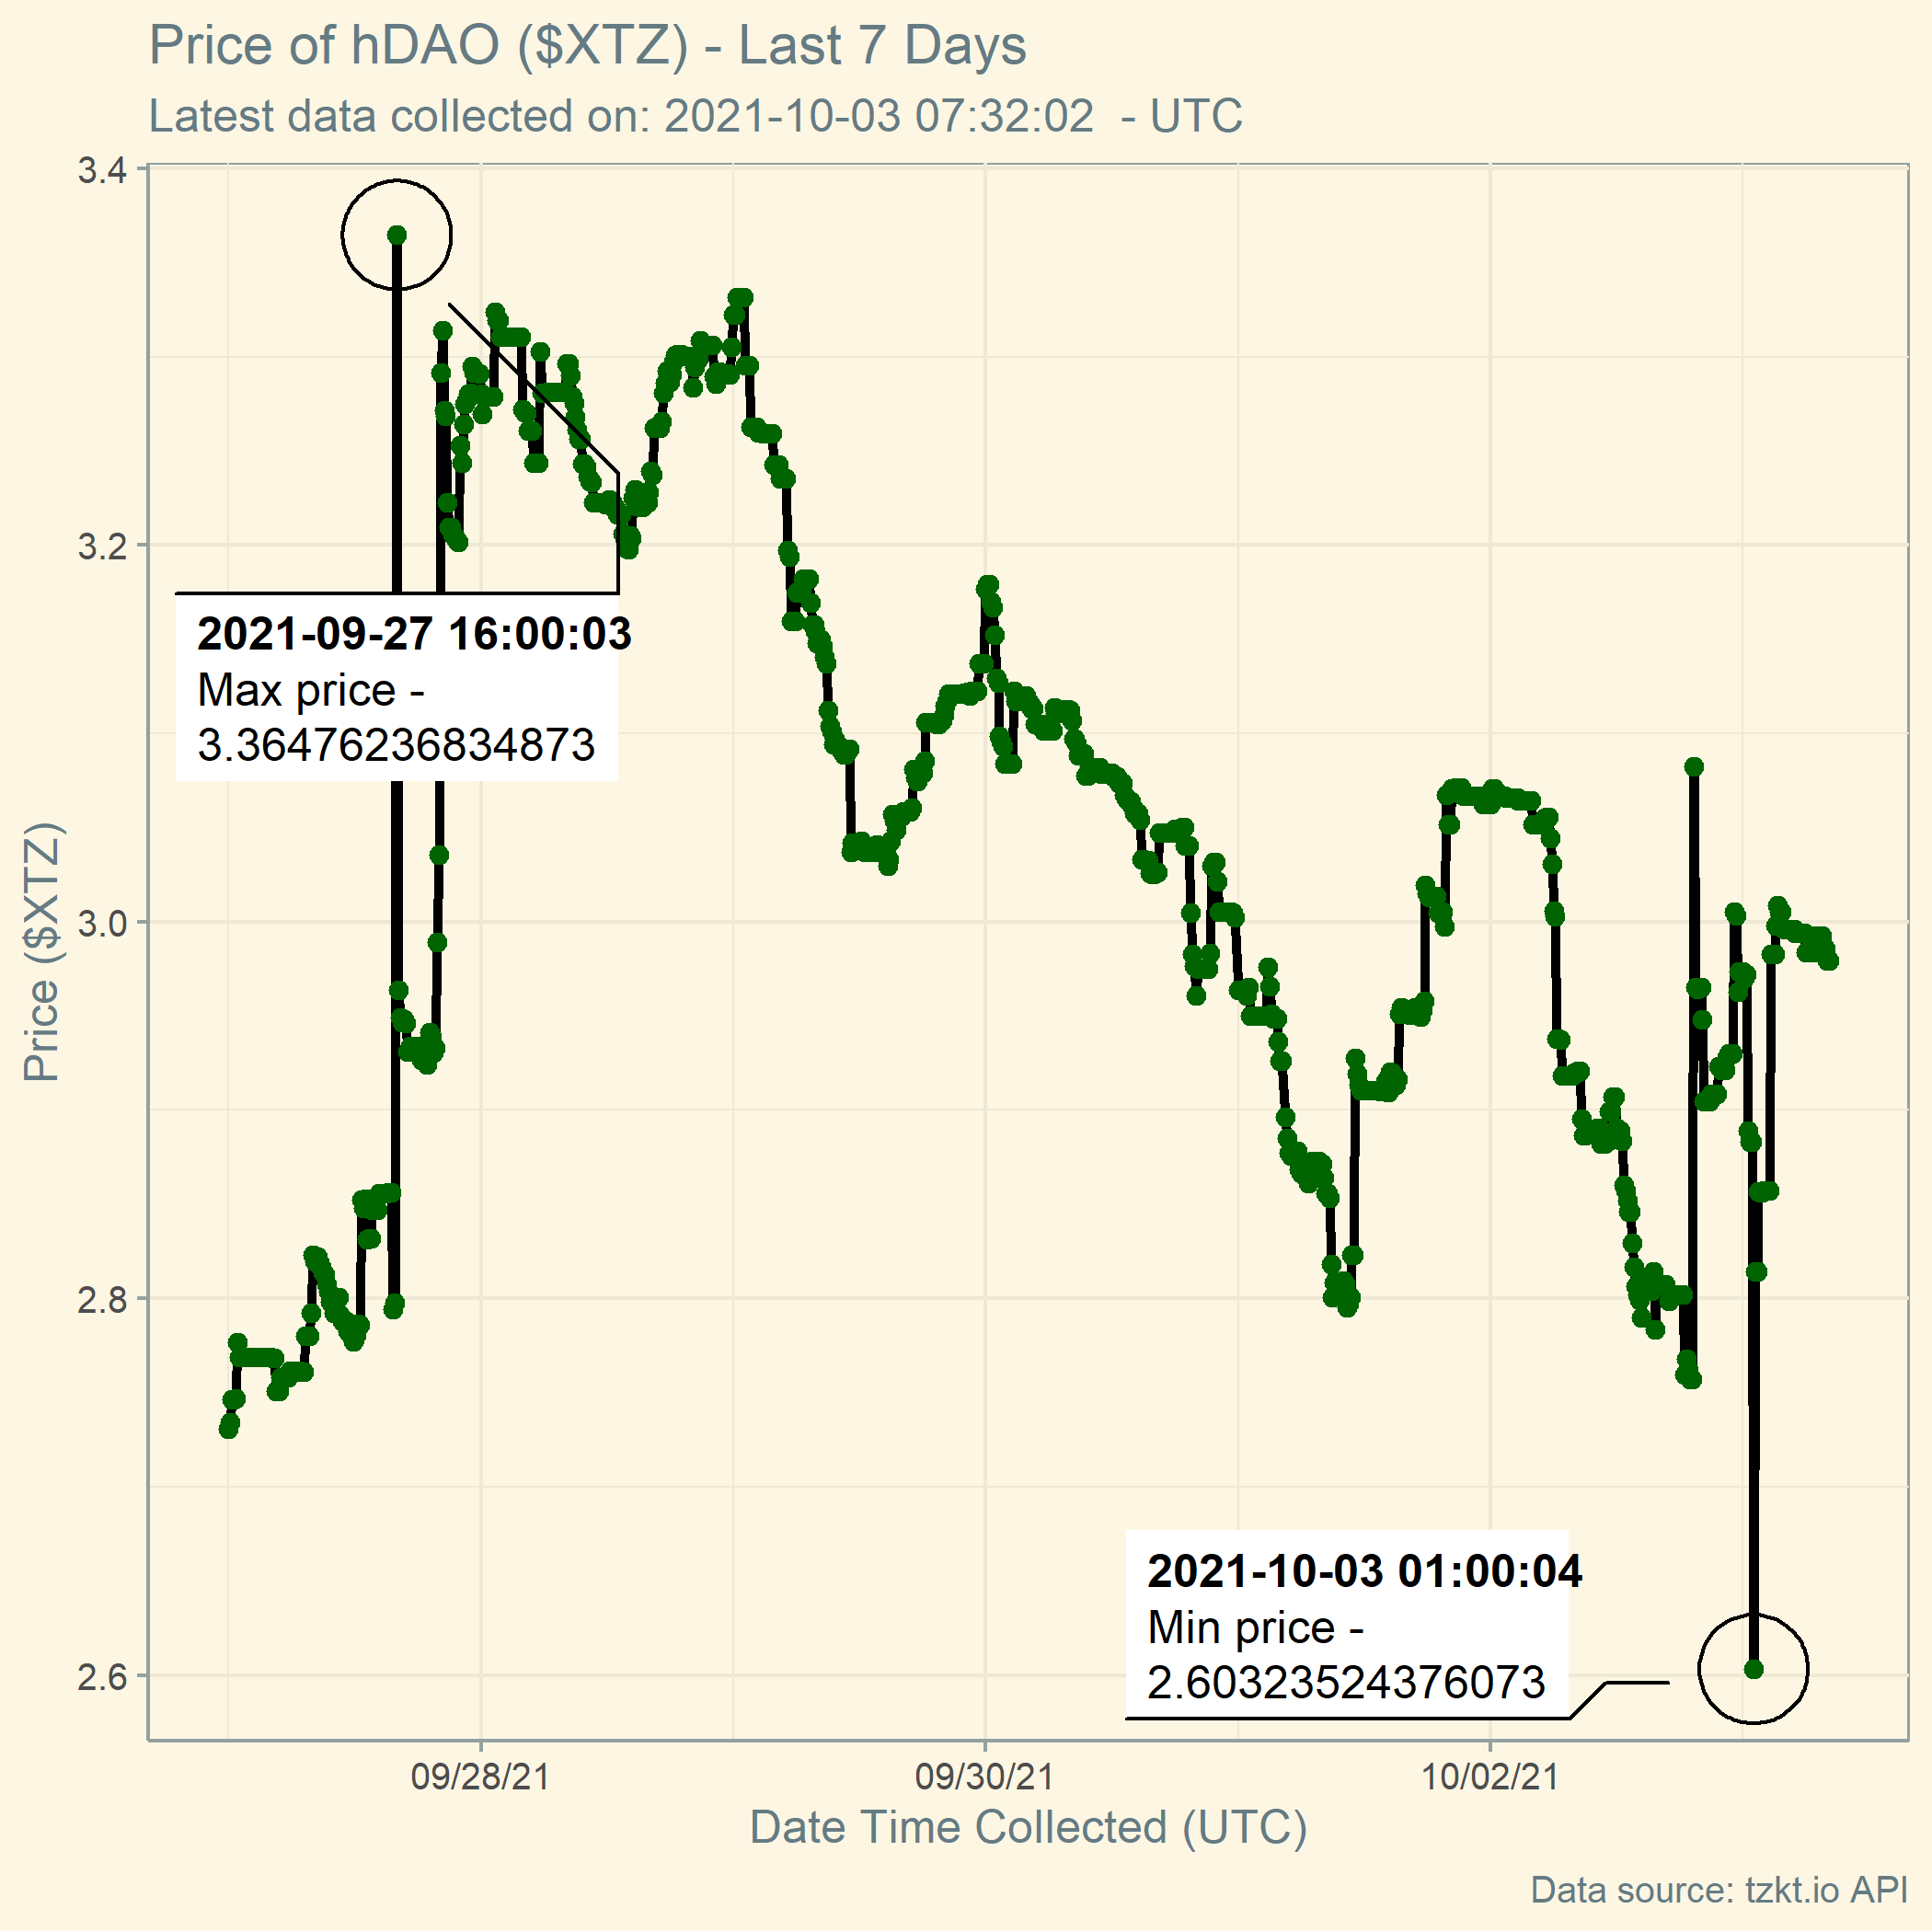 Price of hDAO ($XTZ) - Last 7 Days
Latest data collected on: 2021-10-03 07:32:02  - UTC
Price ($XTZ)
3.4
3.2
3.0
2.8
2.6
2021-09-27 16:00:03
Max price -
3.36476236834873
2021-10-03 01:00:04
Min price -
2.60323524376073
09/28/21
09/30/21
10/02/21
Date Time Collected (UTC)
Data source: tzkt.io API